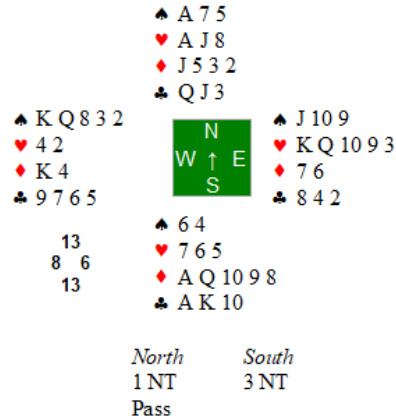 ♠ A 7 5
♥ A J 8
♦ J 5 3 2
♣ Q J 3
♠ K Q 8 3 2
♥ 4 2
♦ K 4
♣ 9 7 6 5
N
W ↑ E
S
♠ J 10 9
♥ K Q 10 9 3
♦ 7 6
♣ 8 4 2
♠ 6 4
♥ 7 6 5
♦ A Q 10 9 8
♣ A K 10
13
8 6
13
North South
1 NT 3 NT
Pass